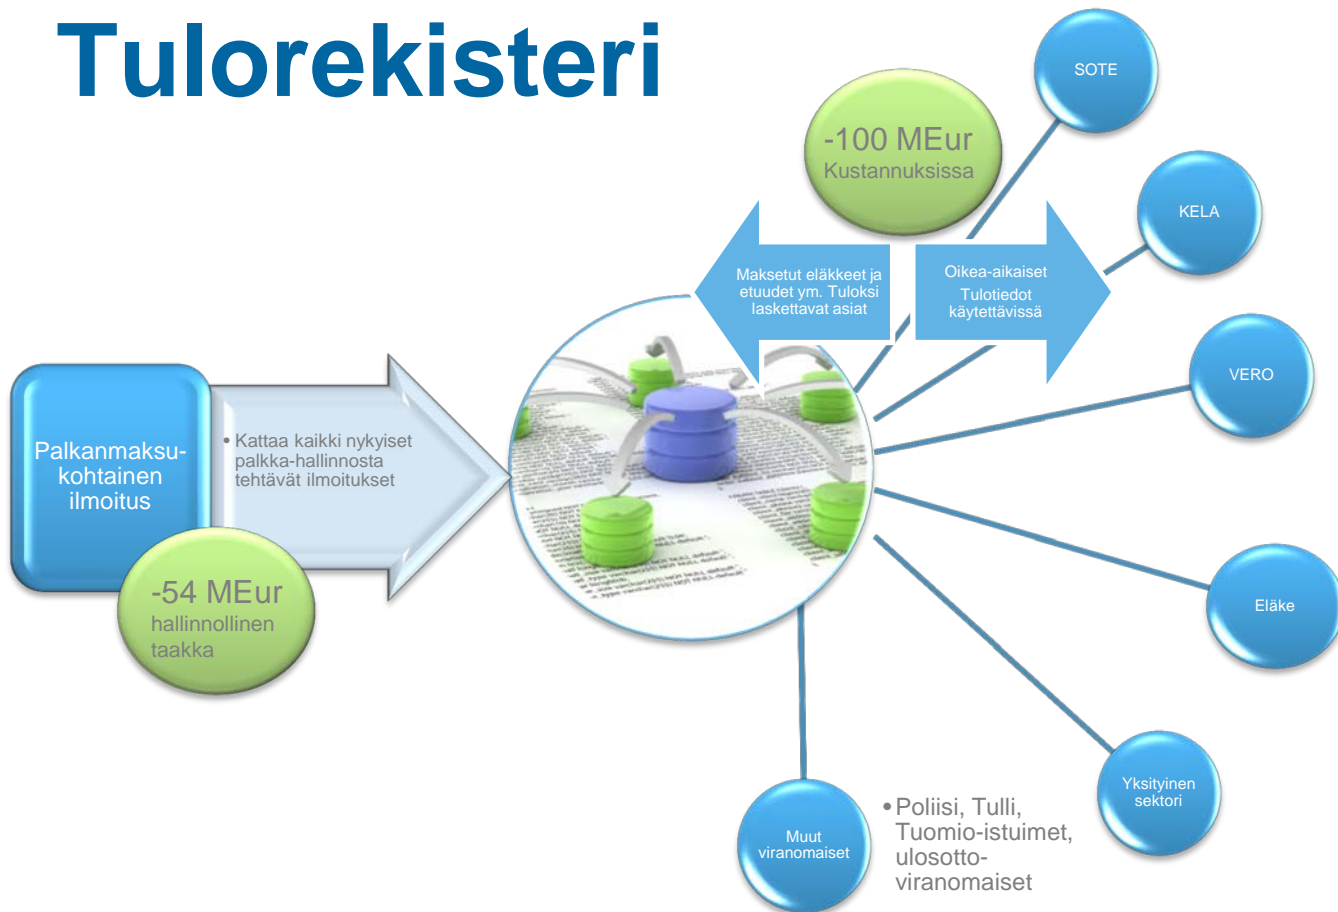 Tulorekisteri
SOTE
-100 MEur
Kustannuksissa
KELA
Maksetut eläkkeet ja
etuudet ym. Tuloksi
laskettavat asiat
Oikea-aikaiset
Tulotiedot
käytettävissä
VERO
Palkanmaksu-
kohtainen
ilmoitus
• Kattaa kaikki nykyiset
palkka-hallinnosta
tehtävät ilmoitukset
-54 MEur
hallinnollinen
taakka
Eläke
Yksityinen
sektori
Muut
viranomaiset
• Poliisi, Tulli,
Tuomio-istuimet,
ulosotto-
viranomaiset